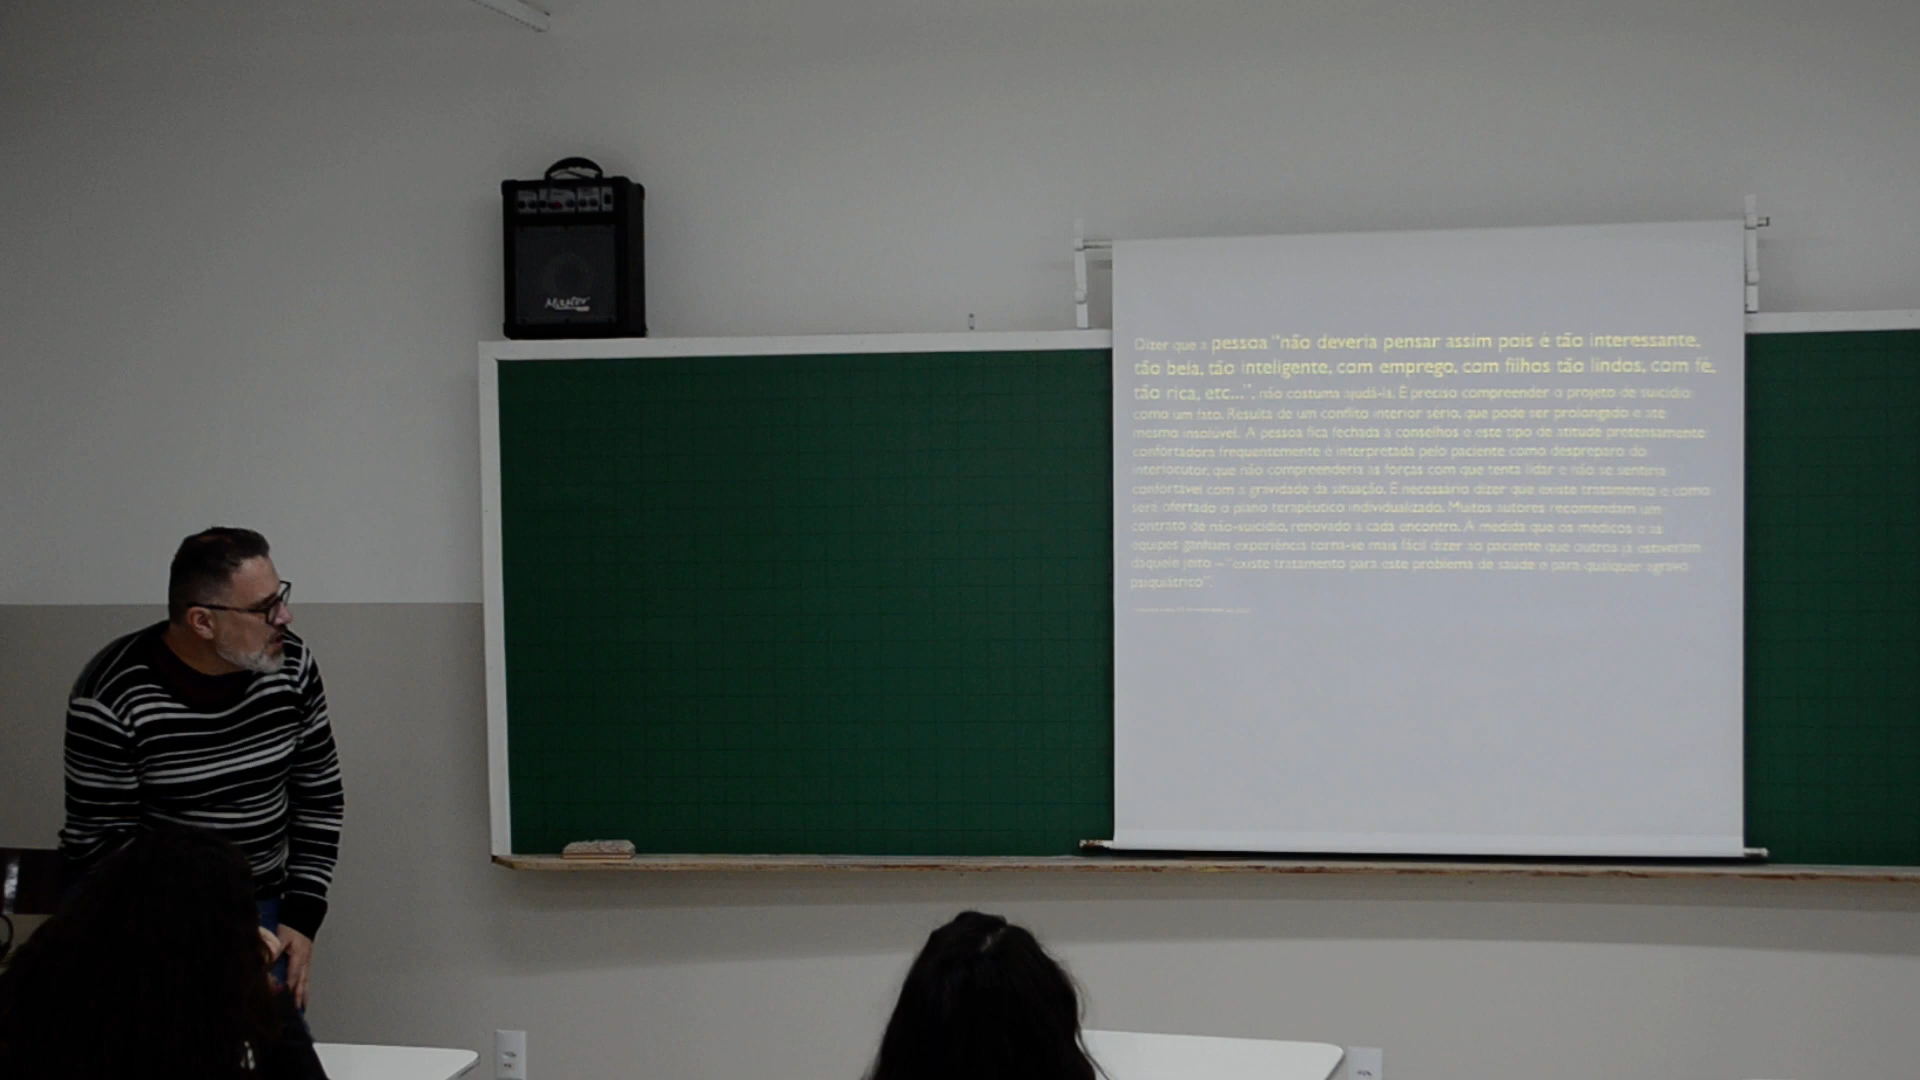 Master
Dizer que a pessoa "não deveria pensar assim pois é tão interessante,
tão bela, tão inteligente, com emprego, com filhos tão lindos, com fé,
tão rica, etc...", não costuma ajudá-la. É preciso compreender o projeto de suicídio
como um fato. Resulta de um conflito interior sério, que pode ser prolongado e até
mesmo insolúvel. A pessoa fica fechada a conselhos e este tipo de atitude pretensamente
confortadora frequentemente é interpretada pelo paciente como despreparo do
interlocutor, que não compreenderia as forças com que tenta lidar e não se sentiria
confortável com a gravidade da situação. É necessário dizer que existe tratamento e como
será ofertado o plano terapêutico individualizado. Muitos autores recomendam um
contrato de não-suicídio, renovado a cada encontro. À medida que os médicos e as
equipes ganham experiência torna-se mais fácil dizer ao paciente que outros já estiveram
daquele jeito – "existe tratamento para este problema de saúde e para qualquer agravo
psiquiátrico".